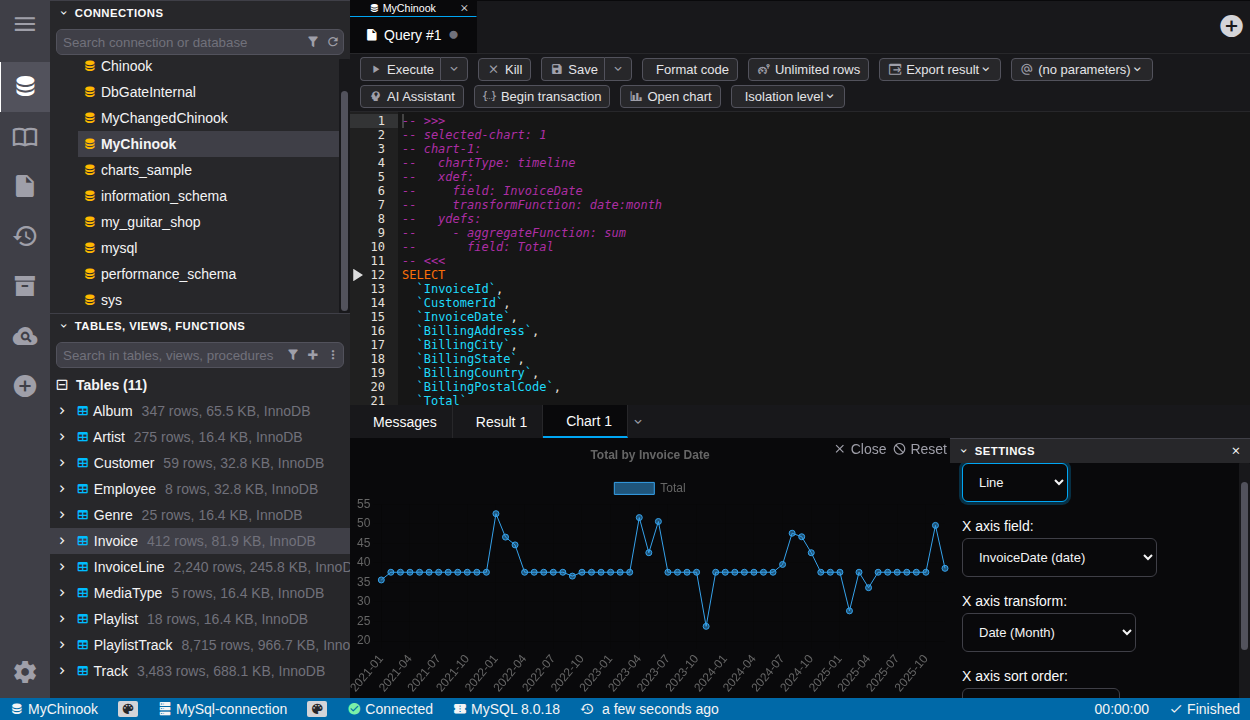 CONNECTIONS
Search connection or database
Chinook
DbGateInternal
MyChangedChinook
MyChinook
charts_sample
information_schema
my_guitar_shop
mysql
performance_schema
sys
TABLES, VIEWS, FUNCTIONS
Search in tables, views, procedures
Tables (11)
Album 347 rows, 65.5 KB, InnoDB
Artist 275 rows, 16.4 KB, InnoDB
Customer 59 rows, 32.8 KB, InnoDB
Employee 8 rows, 32.8 KB, InnoDB
Genre 25 rows, 16.4 KB, InnoDB
Invoice 412 rows, 81.9 KB, InnoDB
InvoiceLine 2,240 rows, 245.8 KB, InnoD
MediaType 5 rows, 16.4 KB, InnoDB
Playlist 18 rows, 16.4 KB, InnoDB
PlaylistTrack 8,715 rows, 966.7 KB, Inno
Track 3,483 rows, 688.1 KB, InnoDB
MyChinook
Query #1
Execute Kill Save Format code Unlimited rows Export result @ (no parameters)
AI Assistant Begin transaction Open chart Isolation level
1 -- >>>
2 -- selected-chart: 1
3 -- chart-1:
4 --   chartType: timeline
5 --   xdef:
6 --     field: InvoiceDate
7 --     transformFunction: date:month
8 --   ydefs:
9 --     - aggregateFunction: sum
10 --       field: Total
11 -- <<<
12 SELECT
13   `InvoiceId`,
14   `CustomerId`,
15   `InvoiceDate`,
16   `BillingAddress`,
17   `BillingCity`,
18   `BillingState`,
19   `BillingCountry`,
20   `BillingPostalCode`,
21   `Total`
Messages Result 1 Chart 1
Close Reset
Total by Invoice Date
Total
55
50
45
40
35
30
25
20
2021-01 2021-04 2021-07 2021-10 2022-01 2022-04 2022-07 2022-10 2023-01 2023-04 2023-07 2023-10 2024-01 2024-04 2024-07 2024-10 2025-01 2025-04 2025-07 2025-10
SETTINGS
Line
X axis field:
InvoiceDate (date)
X axis transform:
Date (Month)
X axis sort order:
MyChinook MySql-connection Connected MySQL 8.0.18 a few seconds ago 00:00:00 Finished